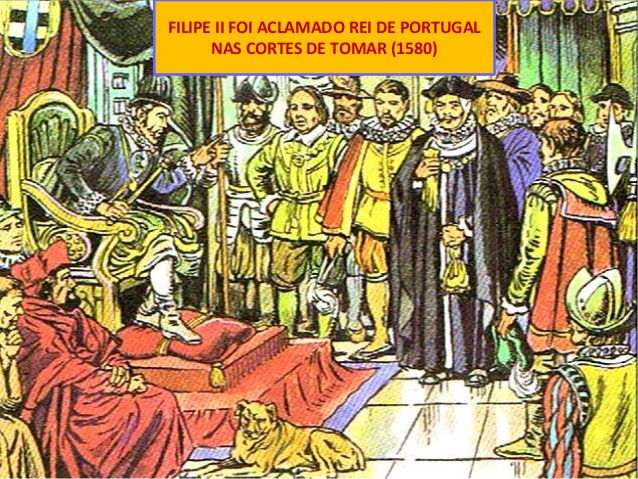 FILIPE II FOI ACLAMADO REI DE PORTUGAL
NAS CORTES DE TOMAR (1580)